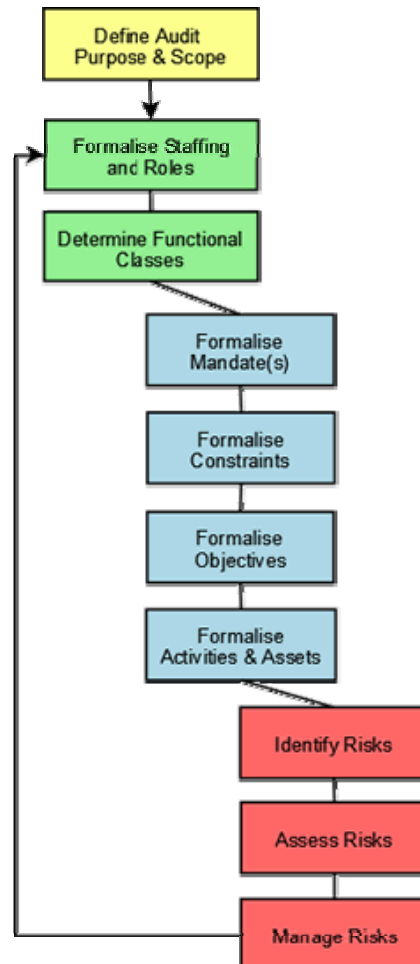 Define Audit
Purpose & Scope
Formalise Staffing
and Roles
Determine Functional
Classes
Formalise
Mandate(s)
Formalise
Constraints
Formalise
Objectives
Formalise
Activities & Assets
Identify Risks
Assess Risks
Manage Risks